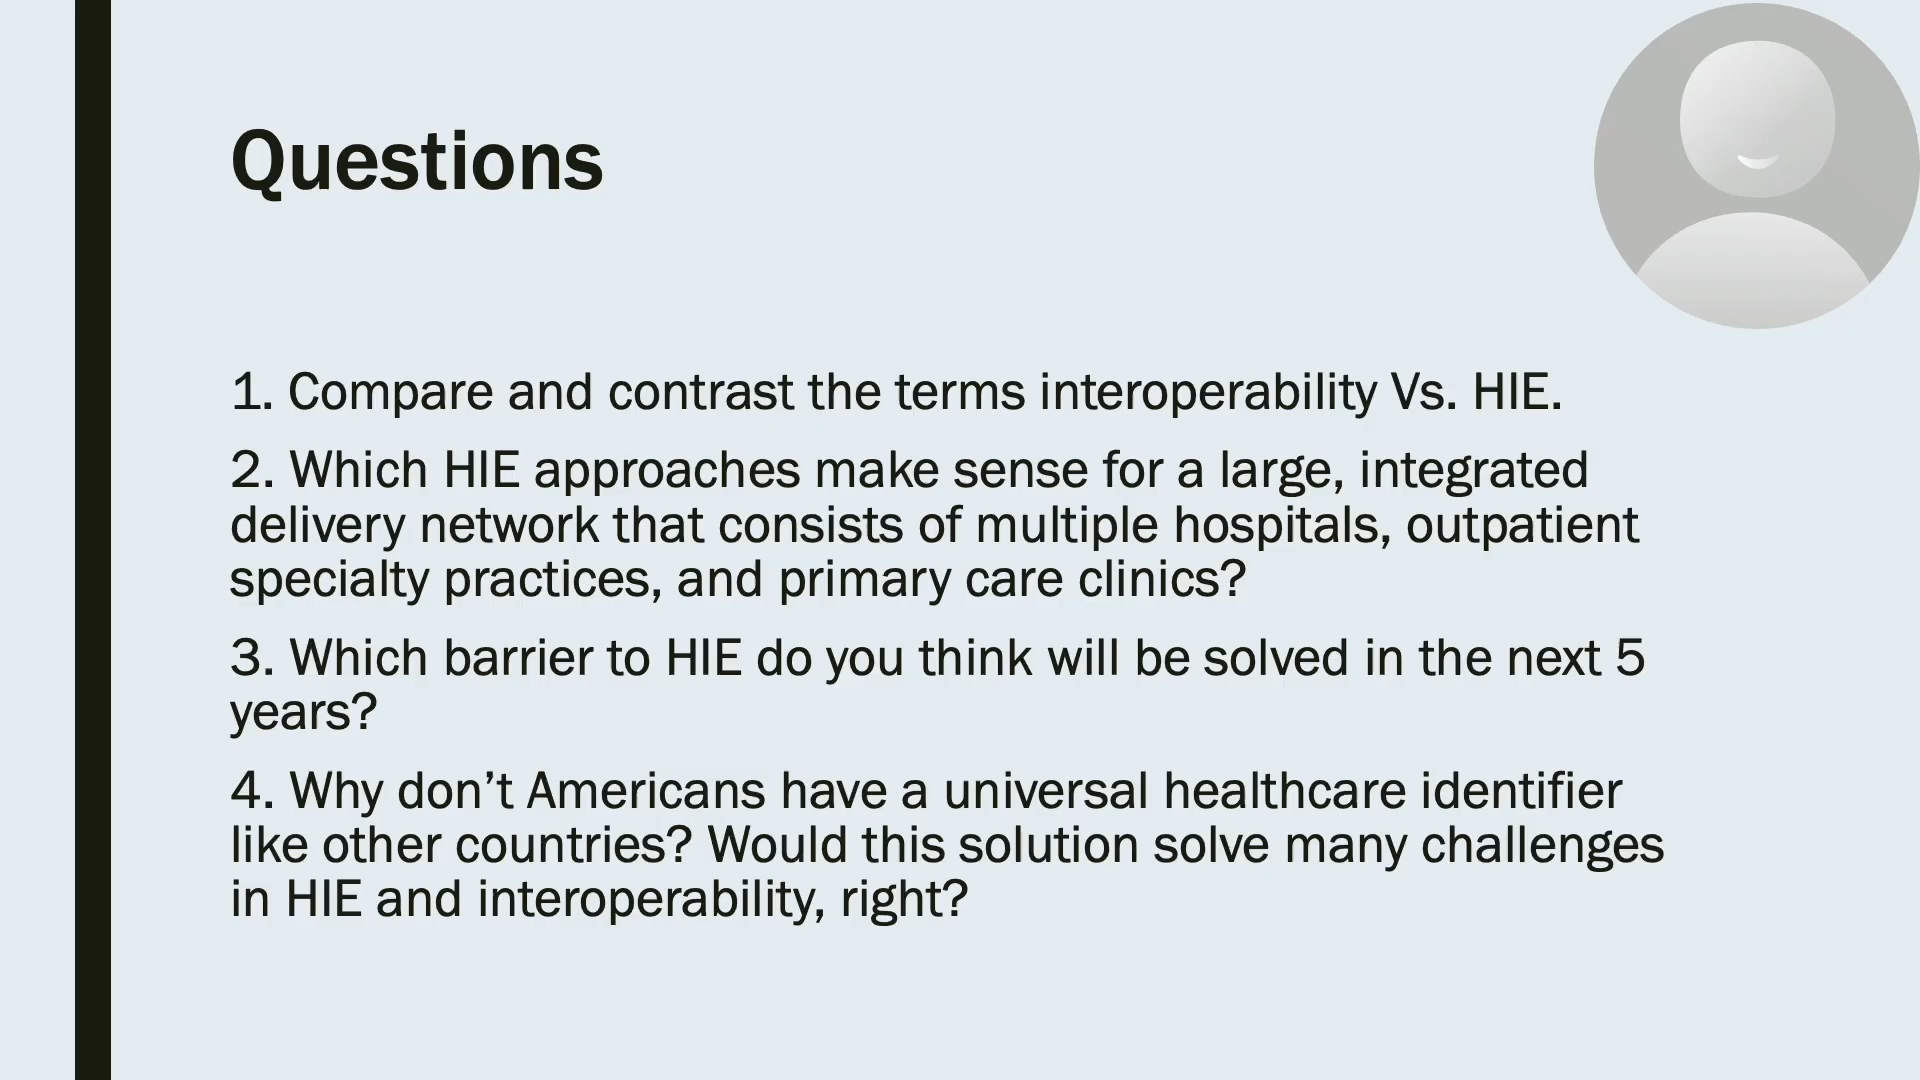 Questions
1. Compare and contrast the terms interoperability Vs. HIE.
2. Which HIE approaches make sense for a large, integrated
delivery network that consists of multiple hospitals, outpatient
specialty practices, and primary care clinics?
3. Which barrier to HIE do you think will be solved in the next 5
years?
4. Why don’t Americans have a universal healthcare identifier
like other countries? Would this solution solve many challenges
in HIE and interoperability, right?